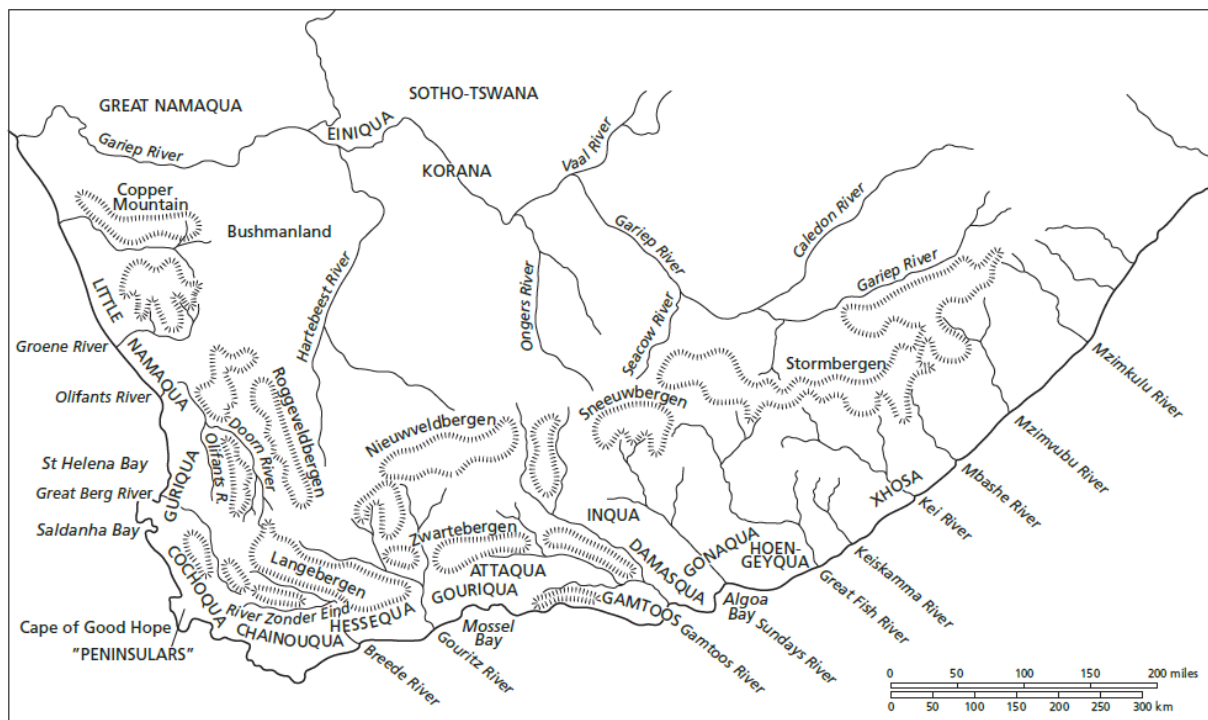 GREAT NAMAQUA
SOTHO-TSWANA
EINIQUA
Gariep River
KORANA
Vaal River
Copper
Mountain
Bushmanland
Gariep River
Caledon River
Gariep River
LITTLE
NAMAQUA
Hartebeest River
Ongers River
Seacow River
Groene River
Stormbergen
Mzimkulu River
Olifants River
Roggeveldbergen
Sneeuwbergen
Nieuwveldbergen
Doorn River
Olifants R.
Mzimvubu River
St Helena Bay
Great Berg River
GURIQUA
XHOSA
Mbashe River
Kei River
Saldanha Bay
INQUA
Zwartebergen
GONAQUA
HOEN-
GEYQUA
Keiskamma River
COCHOQUA
Langebergen
ATTAQUA
DAMASQUA
Great Fish River
GOURIQUA
GAMTOOS
Algoa
Bay
River Zonder Eind
HESSEQUA
Mossel
Bay
Sundays River
Cape of Good Hope
CHAINOUQUA
Gamtoos River
"PENINSULARS"
Gouritz River
Breede River
0 50 100 150 200 miles
0 50 100 150 200 250 300 km